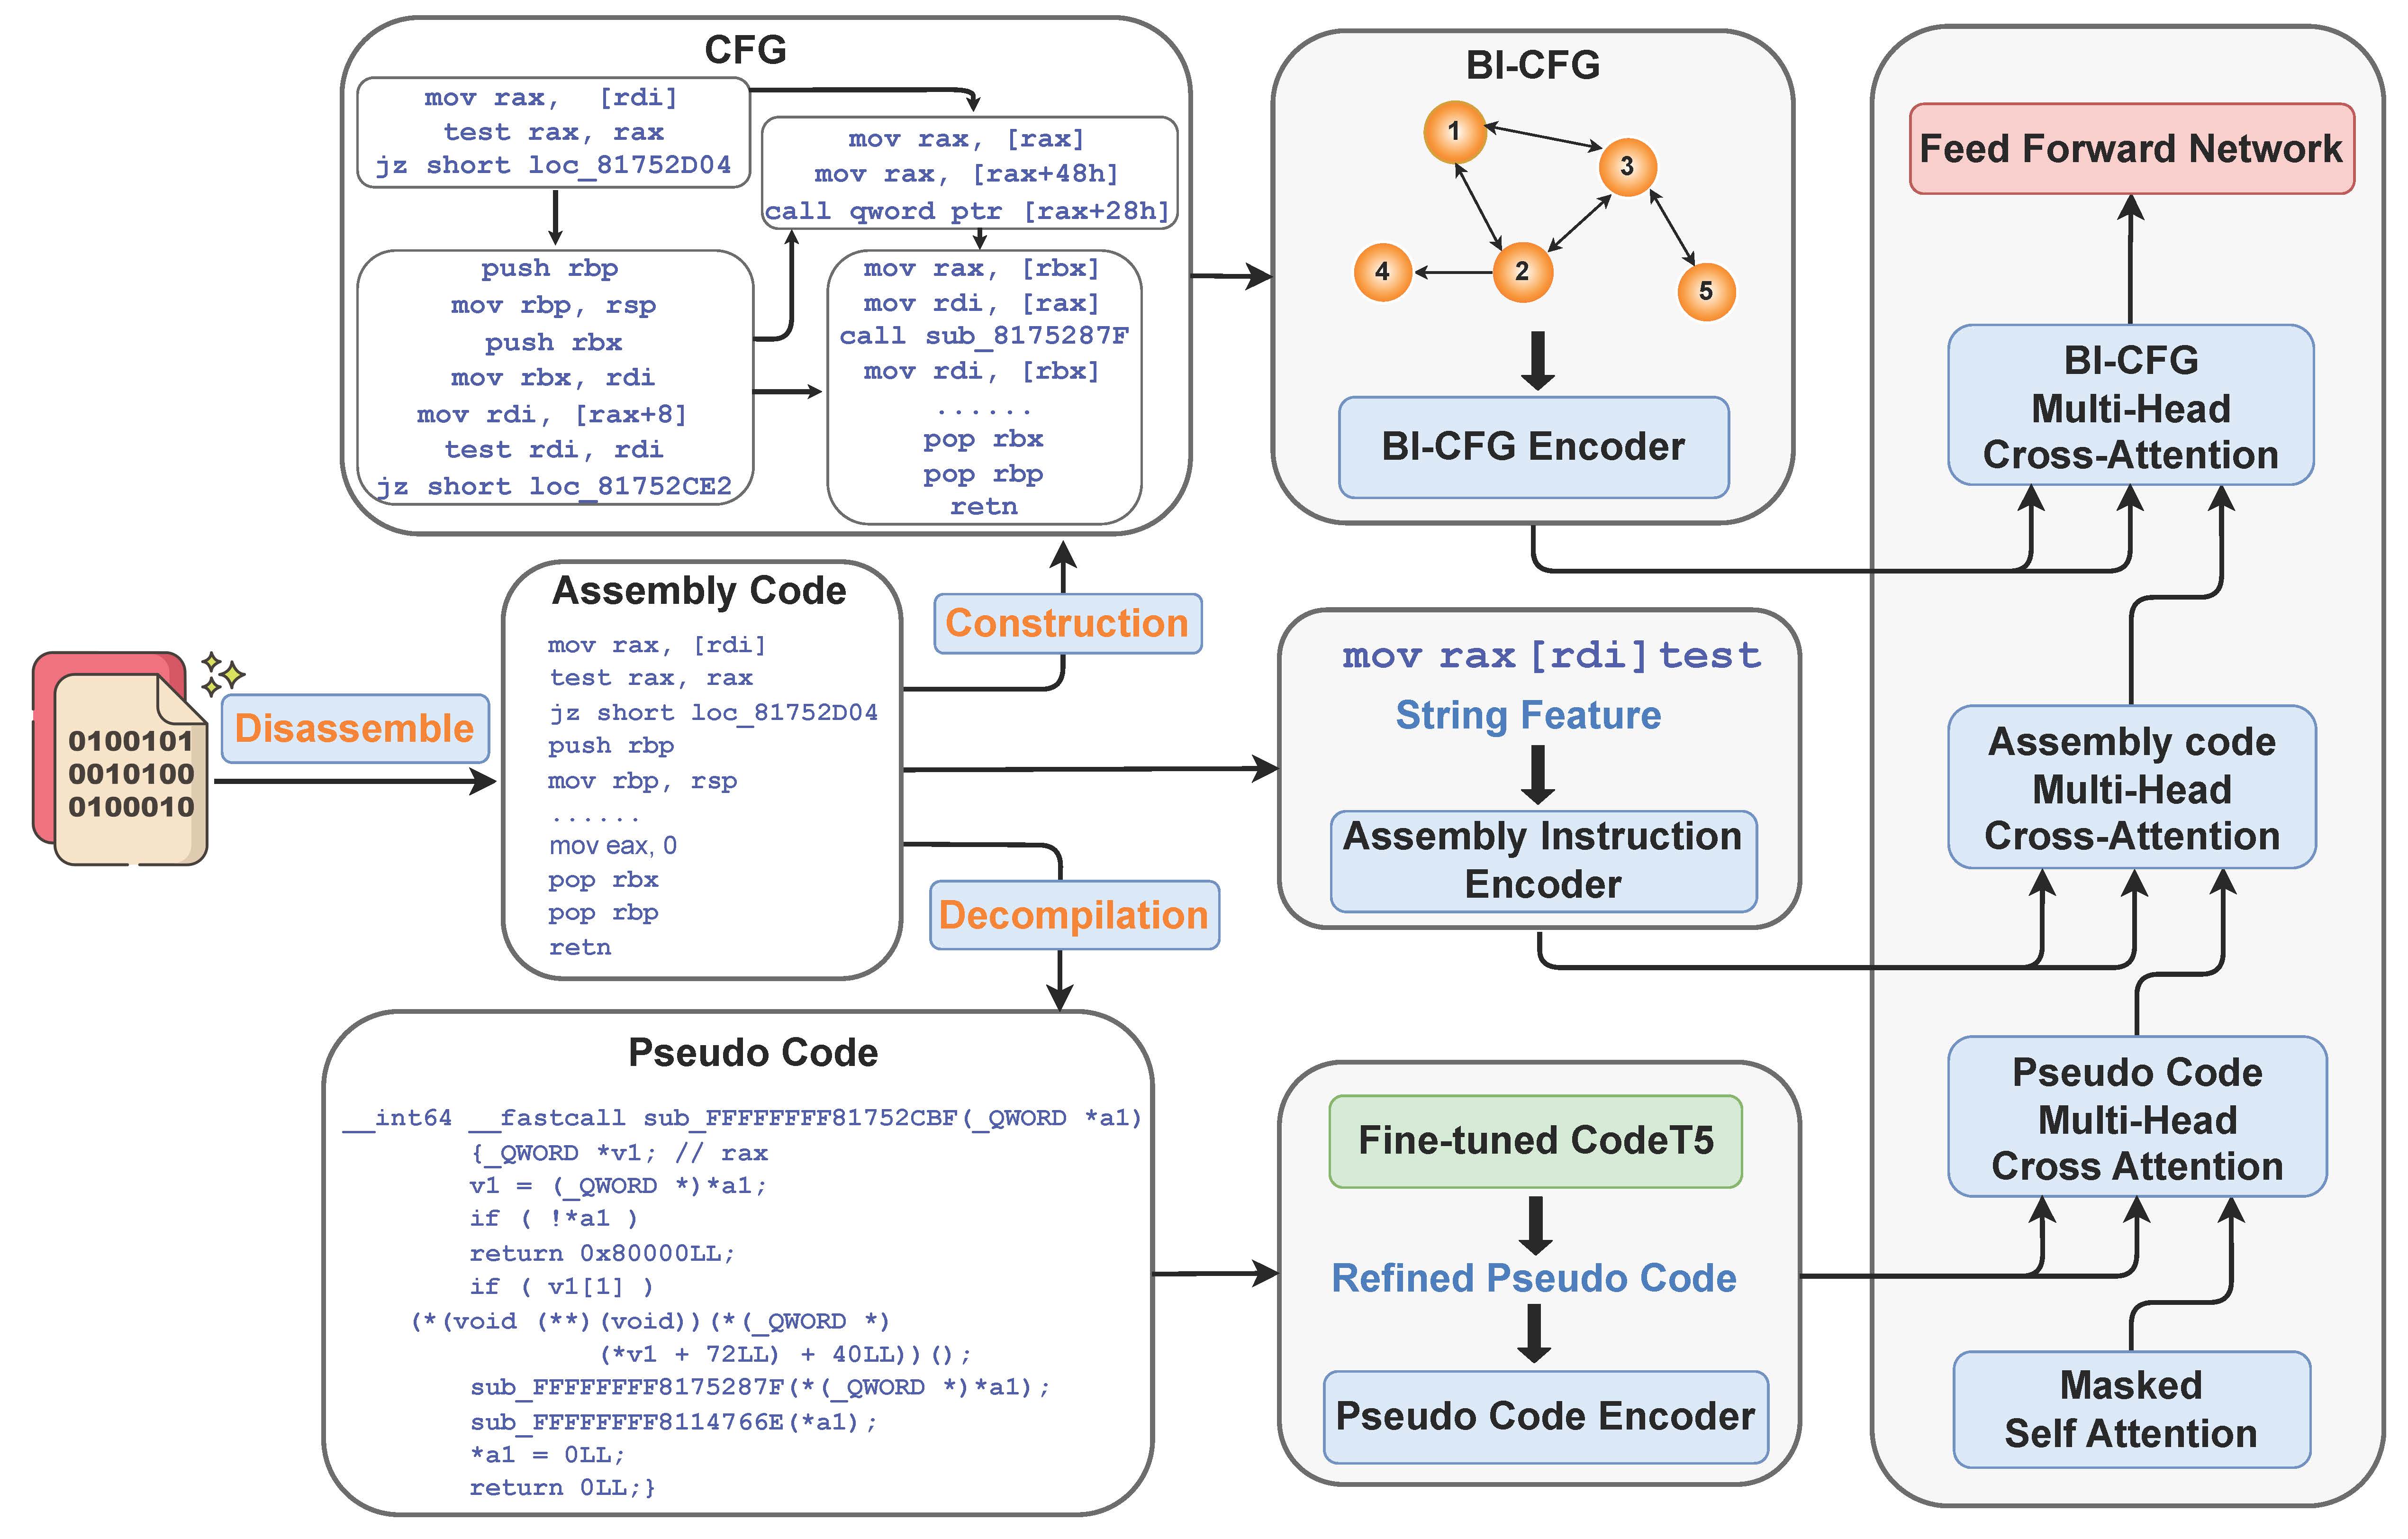 CFG
mov rax,  [rdi]
test rax, rax
jz short loc_81752D04
mov rax, [rax]
mov rax, [rax+48h]
call qword ptr [rax+28h]
push rbp
mov rbp, rsp
push rbx
mov rbx, rdi
mov rdi, [rax+8]
test rdi, rdi
jz short loc_81752CE2
mov rax, [rbx]
mov rdi, [rax]
call sub_8175287F
mov rdi, [rbx]
......
pop rbx
pop rbp
retn
BI-CFG
1
3
2
4
5
BI-CFG Encoder
0100101
0010100
0100010
Disassemble
Assembly Code
mov rax, [rdi]
test rax, rax
jz short loc_81752D04
push rbp
mov rbp, rsp
......
mov eax, 0
pop rbx
pop rbp
retn
Construction
Decompilation
mov rax [rdi] test
String Feature
Assembly Instruction
Encoder
Pseudo Code
__int64 __fastcall sub_FFFFFFFF81752CBF(_QWORD *a1)
{_QWORD *v1; // rax
v1 = (_QWORD *)*a1;
if ( !*a1 )
return 0x80000LL;
if ( v1[1] )
(*(void (**)(void))(*(_QWORD *)
(*v1 + 72LL) + 40LL))();
sub_FFFFFFFF8175287F(*(_QWORD *)*a1);
sub_FFFFFFFF8114766E(*a1);
*a1 = 0LL;
return 0LL;}
Fine-tuned CodeT5
Refined Pseudo Code
Pseudo Code Encoder
Feed Forward Network
BI-CFG
Multi-Head
Cross-Attention
Assembly code
Multi-Head
Cross-Attention
Pseudo Code
Multi-Head
Cross Attention
Masked
Self Attention